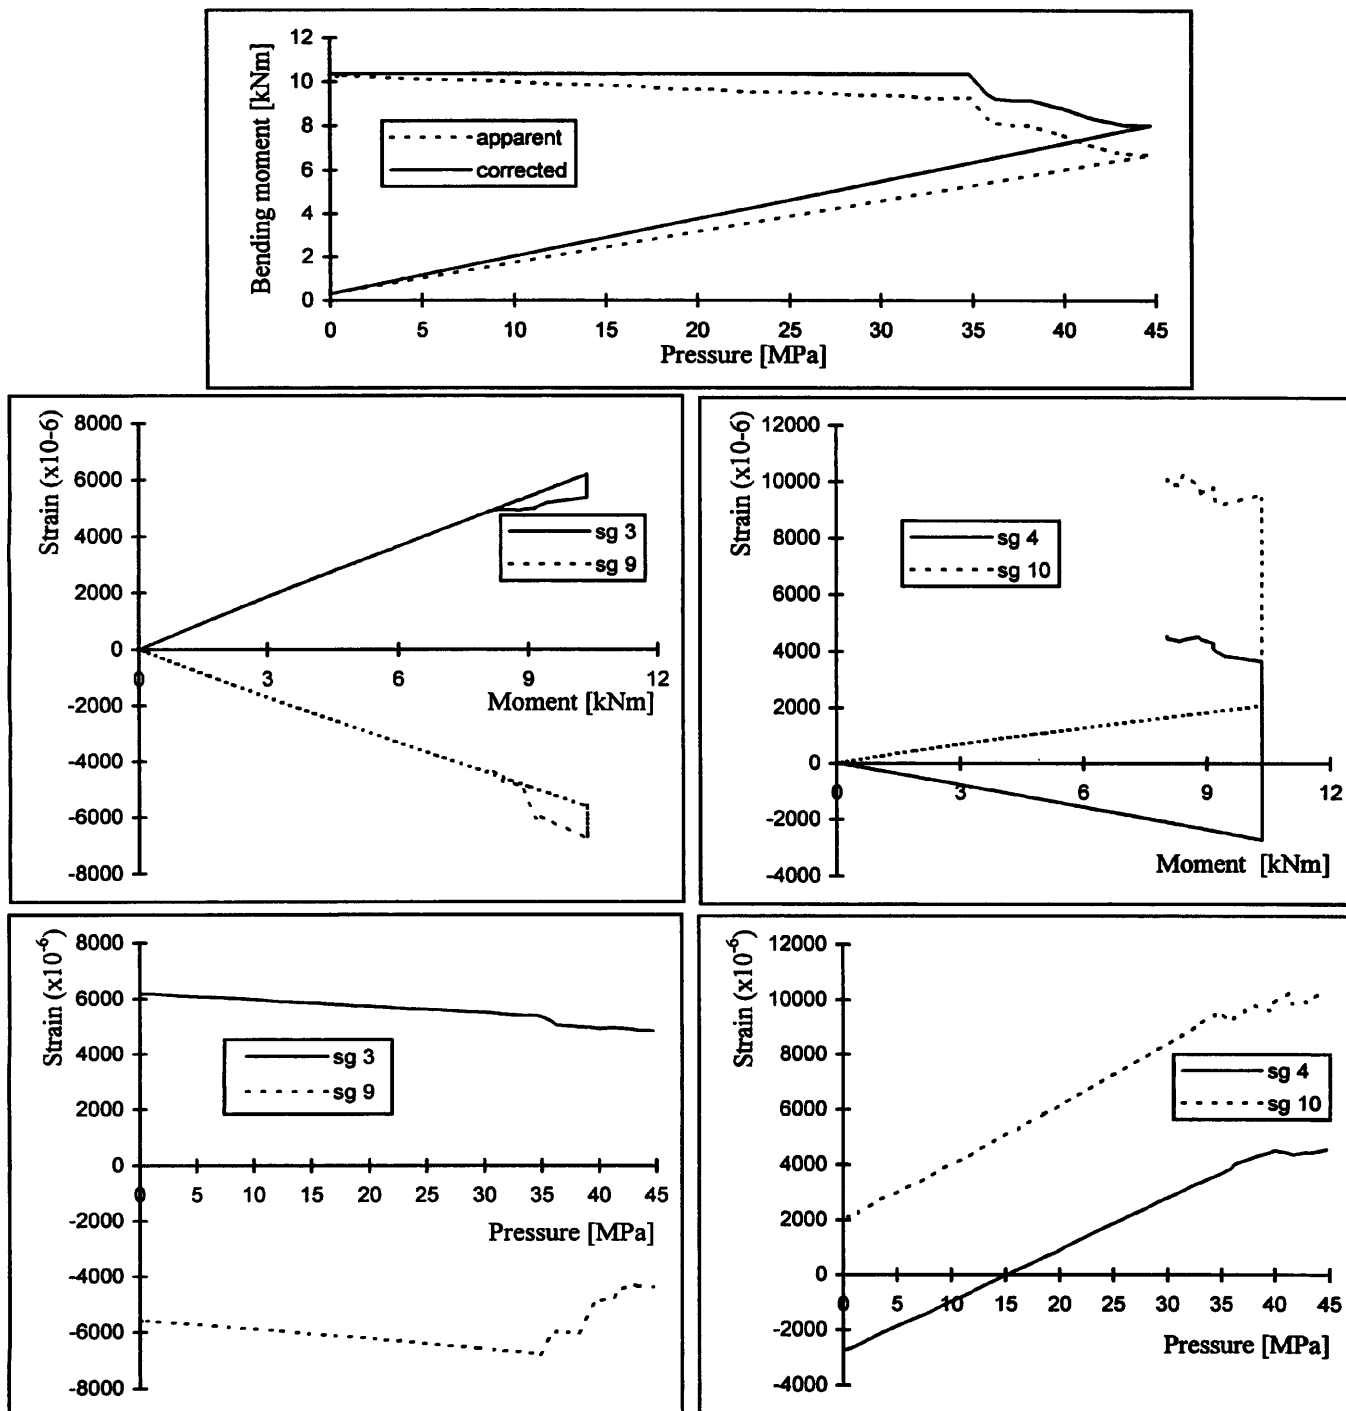 Bending moment [kNm]
12
10
8
6
4
2
0
apparent
corrected
0 5 10 15 20 25 30 35 40 45
Pressure [MPa]
Strain (x10-6)
8000
6000
4000
2000
0
-2000
-4000
-6000
-8000
sg 3
sg 9
0 3 6 9 12
Moment [kNm]
Strain (x10-6)
12000
10000
8000
6000
4000
2000
0
-2000
-4000
sg 4
sg 10
0 3 6 9 12
Moment [kNm]
Strain (x10⁻⁶)
8000
6000
4000
2000
0
-2000
-4000
-6000
-8000
sg 3
sg 9
0 5 10 15 20 25 30 35 40 45
Pressure [MPa]
Strain (x10⁻⁶)
12000
10000
8000
6000
4000
2000
0
-2000
-4000
sg 4
sg 10
0 5 10 15 20 25 30 35 40 45
Pressure [MPa]